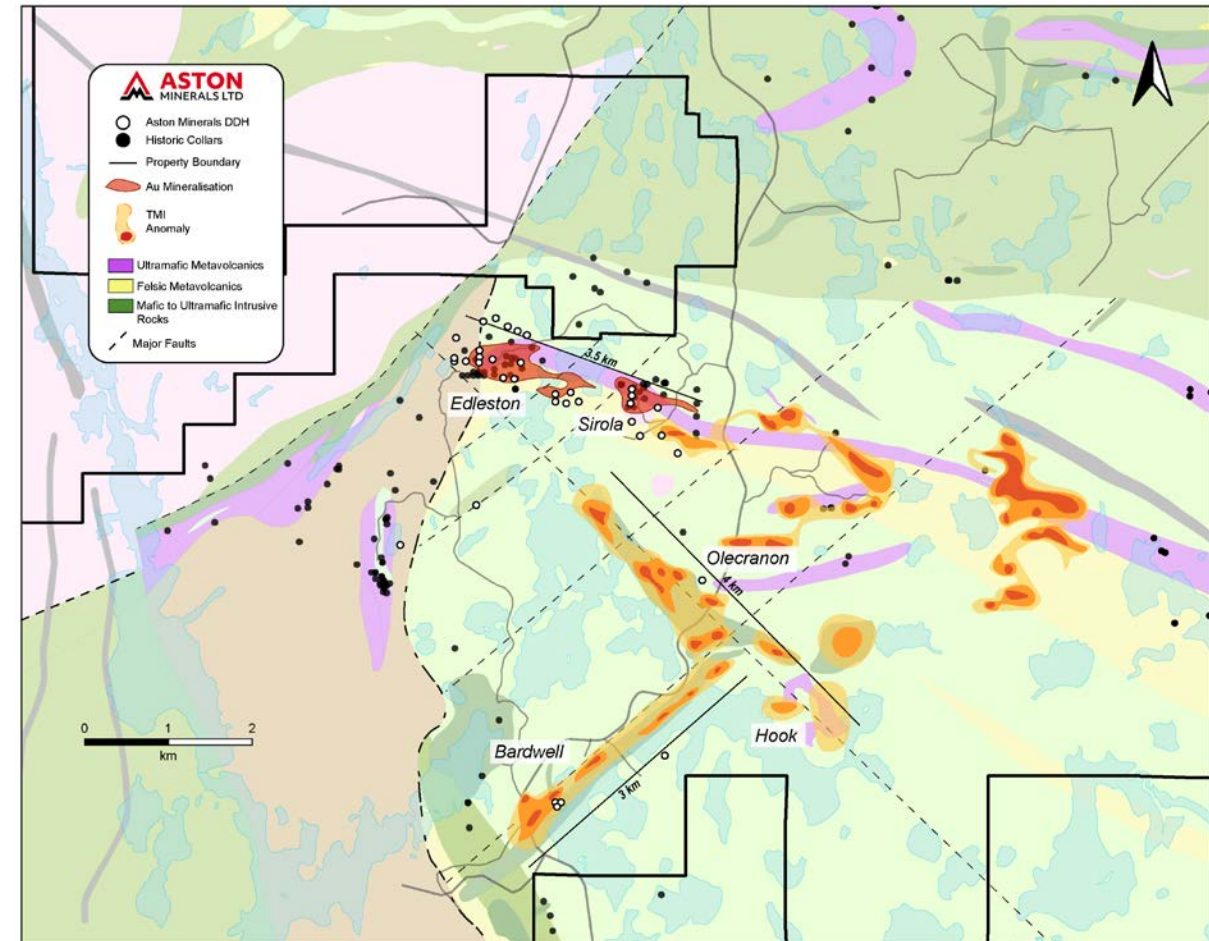 ASTON
MINERALS LTD
Aston Minerals DDH
Historic Collars
Property Boundary
Au Mineralisation
TMI
Anomaly
Ultramafic Metavolcanics
Felsic Metavolcanics
Mafic to Ultramafic Intrusive
Rocks
Major Faults
3.5 km
Edleston
Sirola
Olecranon
4 km
Hook
Bardwell
3 km
0 1 2
km